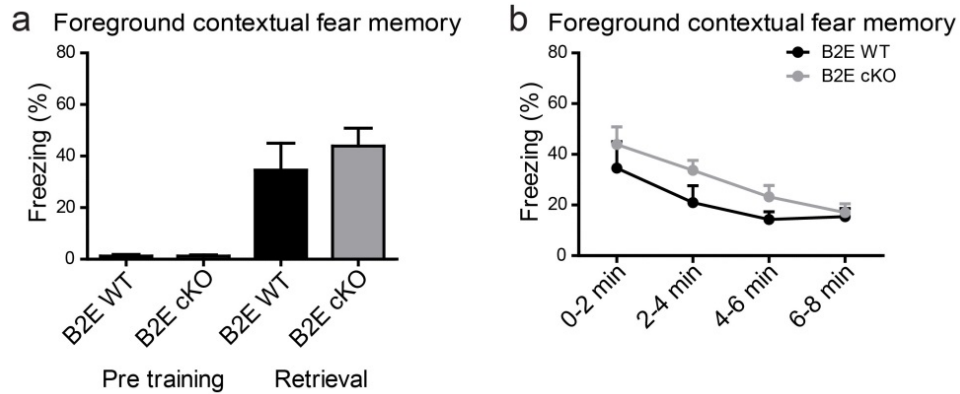 a Foreground contextual fear memory
Freezing (%)
80
60
40
20
0
B2E WT
B2E cKO
B2E WT
B2E cKO
Pre training
Retrieval
b Foreground contextual fear memory
B2E WT
B2E cKO
Freezing (%)
80
60
40
20
0
0-2 min
2-4 min
4-6 min
6-8 min